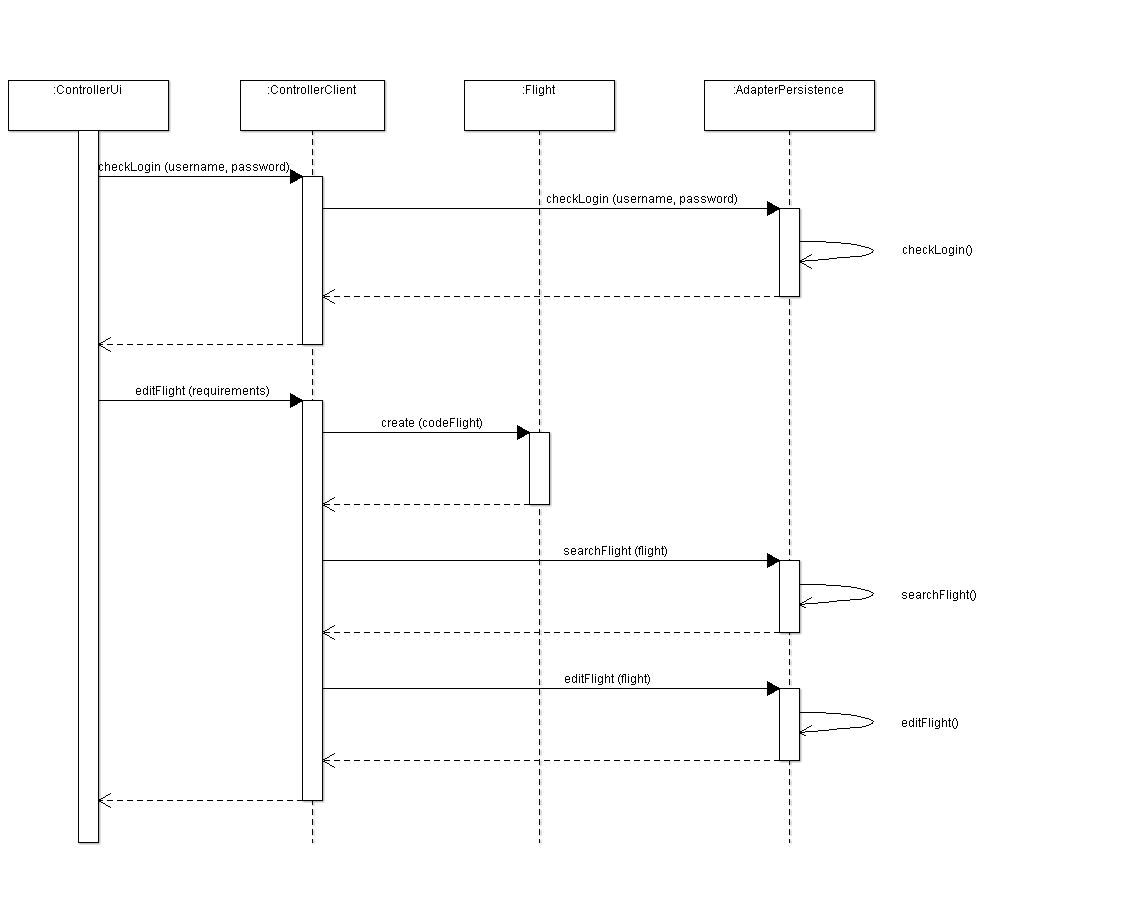 :ControllerUi
:ControllerClient
:Flight
:AdapterPersistence
checkLogin (username, password)
checkLogin (username, password)
checkLogin()
editFlight (requirements)
create (codeFlight)
searchFlight (flight)
searchFlight()
editFlight (flight)
editFlight()